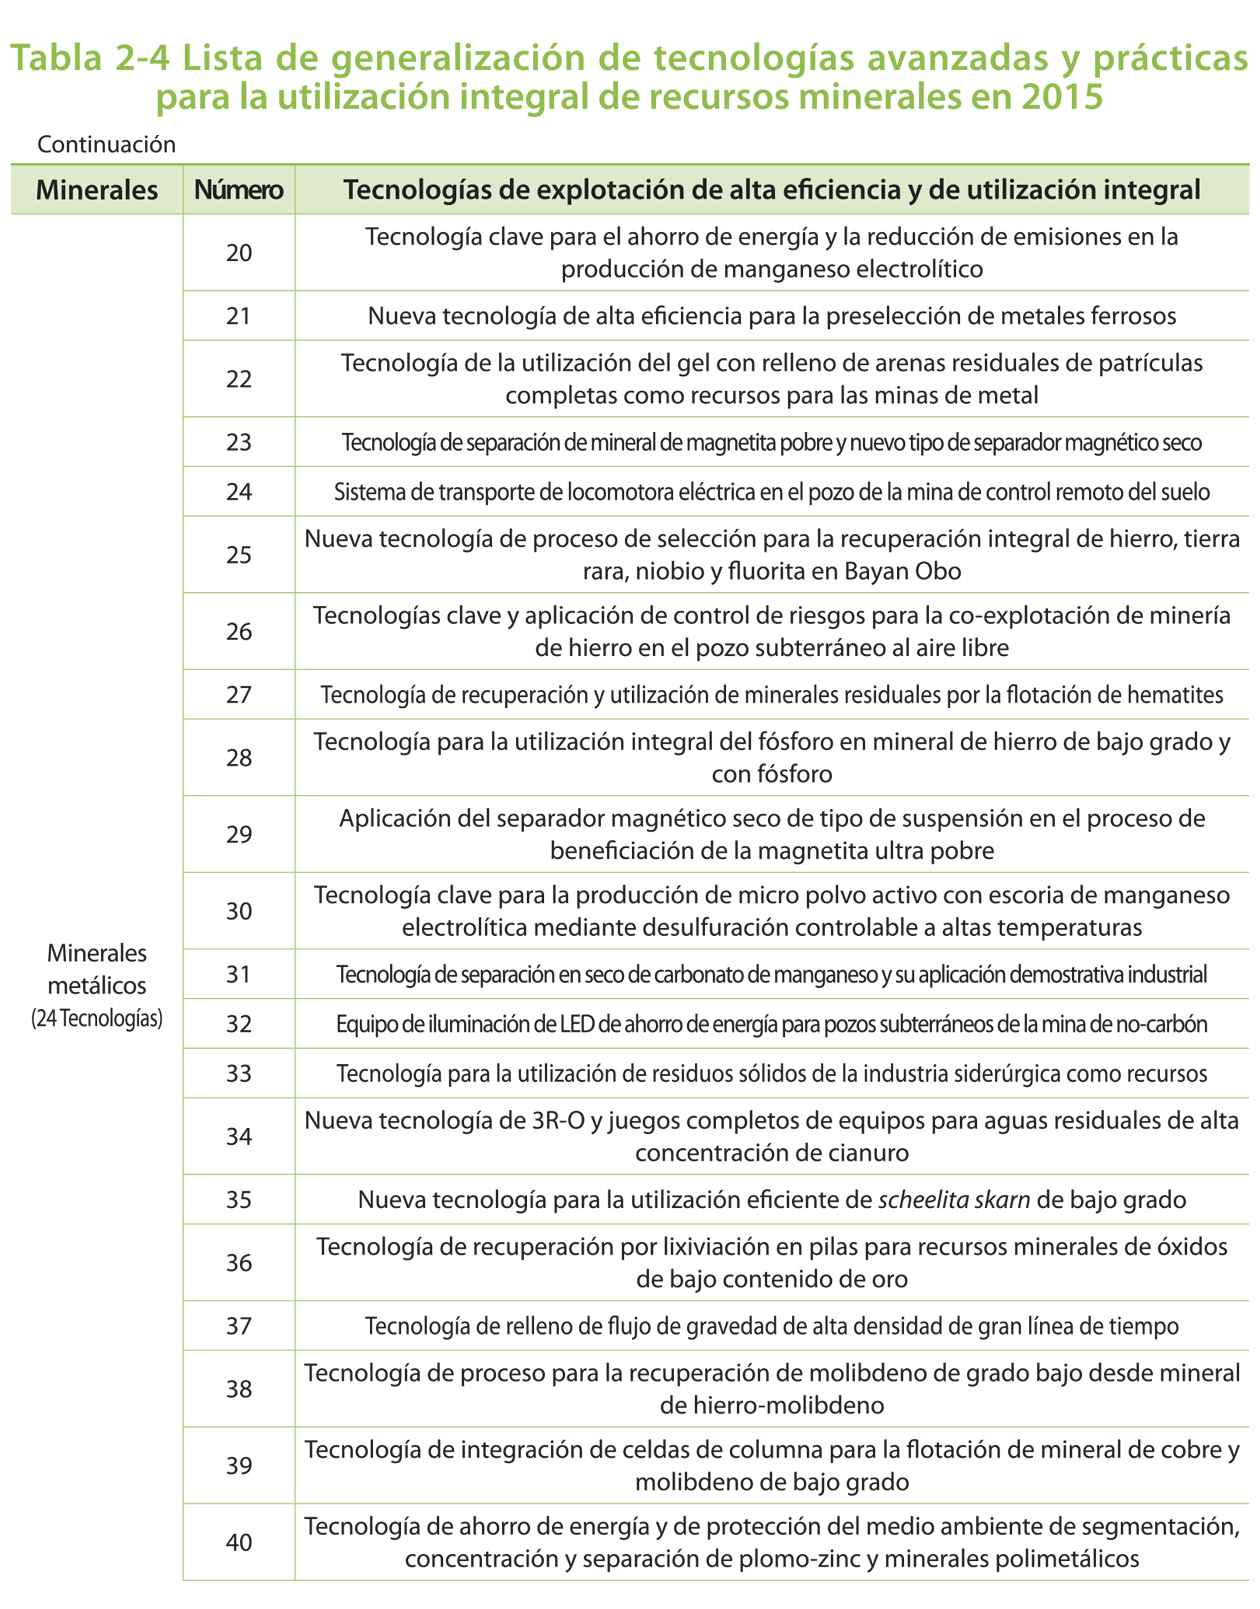 Tabla 2-4 Lista de generalización de tecnologías avanzadas y prácticas
para la utilización integral de recursos minerales en 2015
Continuación
Minerales Número Tecnologías de explotación de alta eficiencia y de utilización integral
20 Tecnología clave para el ahorro de energía y la reducción de emisiones en la
producción de manganeso electrolítico
21 Nueva tecnología de alta eficiencia para la preselección de metales ferrosos
22 Tecnología de la utilización del gel con relleno de arenas residuales de patrículas
completas como recursos para las minas de metal
23 Tecnología de separación de mineral de magnetita pobre y nuevo tipo de separador magnético seco
24 Sistema de transporte de locomotora eléctrica en el pozo de la mina de control remoto del suelo
25 Nueva tecnología de proceso de selección para la recuperación integral de hierro, tierra
rara, niobio y fluorita en Bayan Obo
26 Tecnologías clave y aplicación de control de riesgos para la co-explotación de minería
de hierro en el pozo subterráneo al aire libre
27 Tecnología de recuperación y utilización de minerales residuales por la flotación de hematites
28 Tecnología para la utilización integral del fósforo en mineral de hierro de bajo grado y
con fósforo
29 Aplicación del separador magnético seco de tipo de suspensión en el proceso de
beneficiación de la magnetita ultra pobre
30 Tecnología clave para la producción de micro polvo activo con escoria de manganeso
electrolítica mediante desulfuración controlable a altas temperaturas
Minerales
metálicos
(24 Tecnologías)
31 Tecnología de separación en seco de carbonato de manganeso y su aplicación demostrativa industrial
32 Equipo de iluminación de LED de ahorro de energía para pozos subterráneos de la mina de no-carbón
33 Tecnología para la utilización de residuos sólidos de la industria siderúrgica como recursos
34 Nueva tecnología de 3R-O y juegos completos de equipos para aguas residuales de alta
concentración de cianuro
35 Nueva tecnología para la utilización eficiente de scheelita skarn de bajo grado
36 Tecnología de recuperación por lixiviación en pilas para recursos minerales de óxidos
de bajo contenido de oro
37 Tecnología de relleno de flujo de gravedad de alta densidad de gran línea de tiempo
38 Tecnología de proceso para la recuperación de molibdeno de grado bajo desde mineral
de hierro-molibdeno
39 Tecnología de integración de celdas de columna para la flotación de mineral de cobre y
molibdeno de bajo grado
40 Tecnología de ahorro de energía y de protección del medio ambiente de segmentación,
concentración y separación de plomo-zinc y minerales polimetálicos